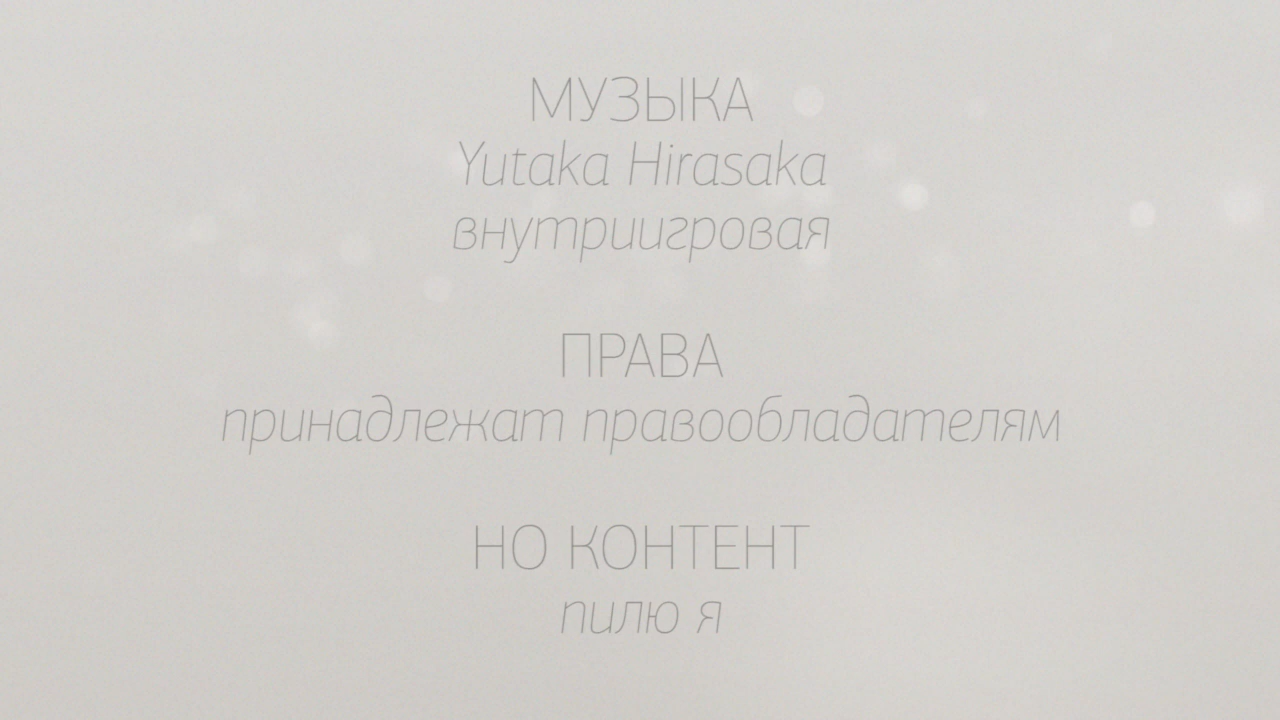 МУЗЫКА
Yutaka Hirasaka
внутриигровая
ПРАВА
принадлежат правообладателям
НО КОНТЕНТ
пилю я